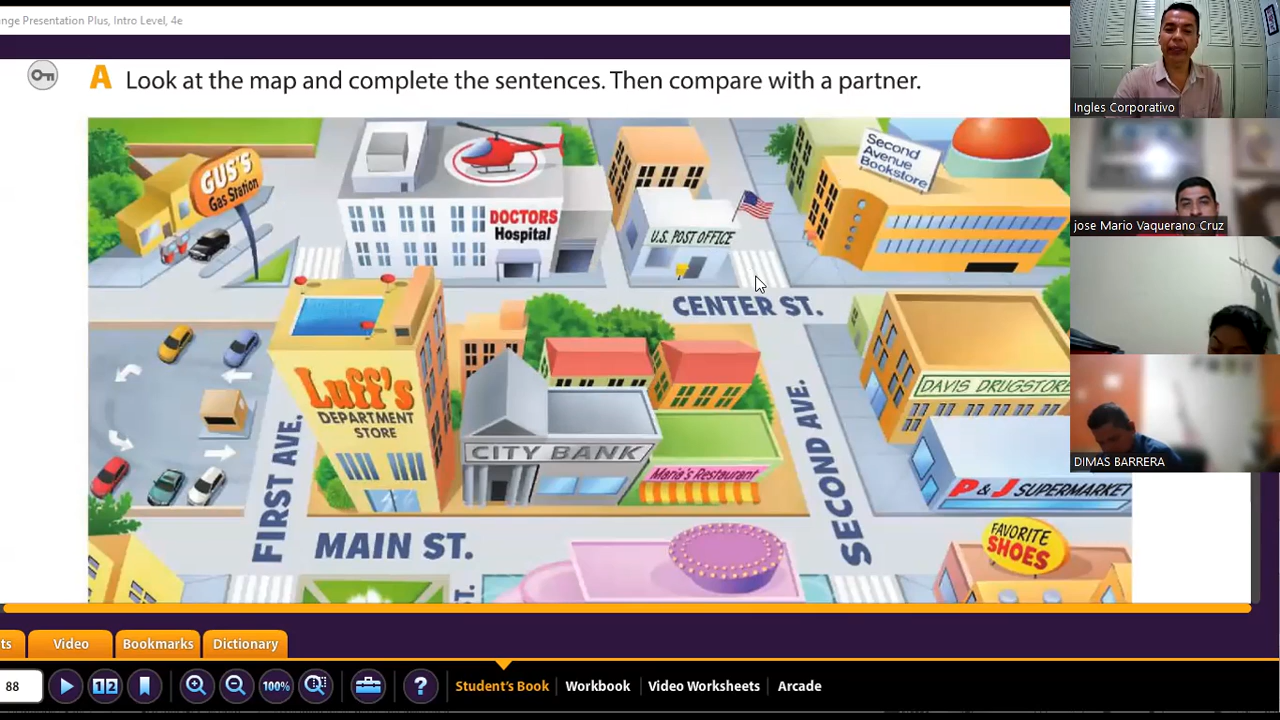 nge Presentation Plus, Intro Level, 4e
A Look at the map and complete the sentences. Then compare with a partner.
GUS'S
Gas Station
DOCTORS
Hospital
U.S. POST OFFICE
Second
Avenue
Bookstore
CENTER ST.
Luff's
DEPARTMENT
STORE
CITY BANK
Maria's Restaurant
DAVIS DRUGSTORE
P & J SUPERMARKET
FIRST AVE.
MAIN ST.
SECOND AVE.
FAVORITE
SHOES
ST.
Ingles Corporativo
jose Mario Vaquerano Cruz
DIMAS BARRERA
ts
Video
Bookmarks
Dictionary
88
12
100%
?
Student's Book
Workbook
Video Worksheets
Arcade